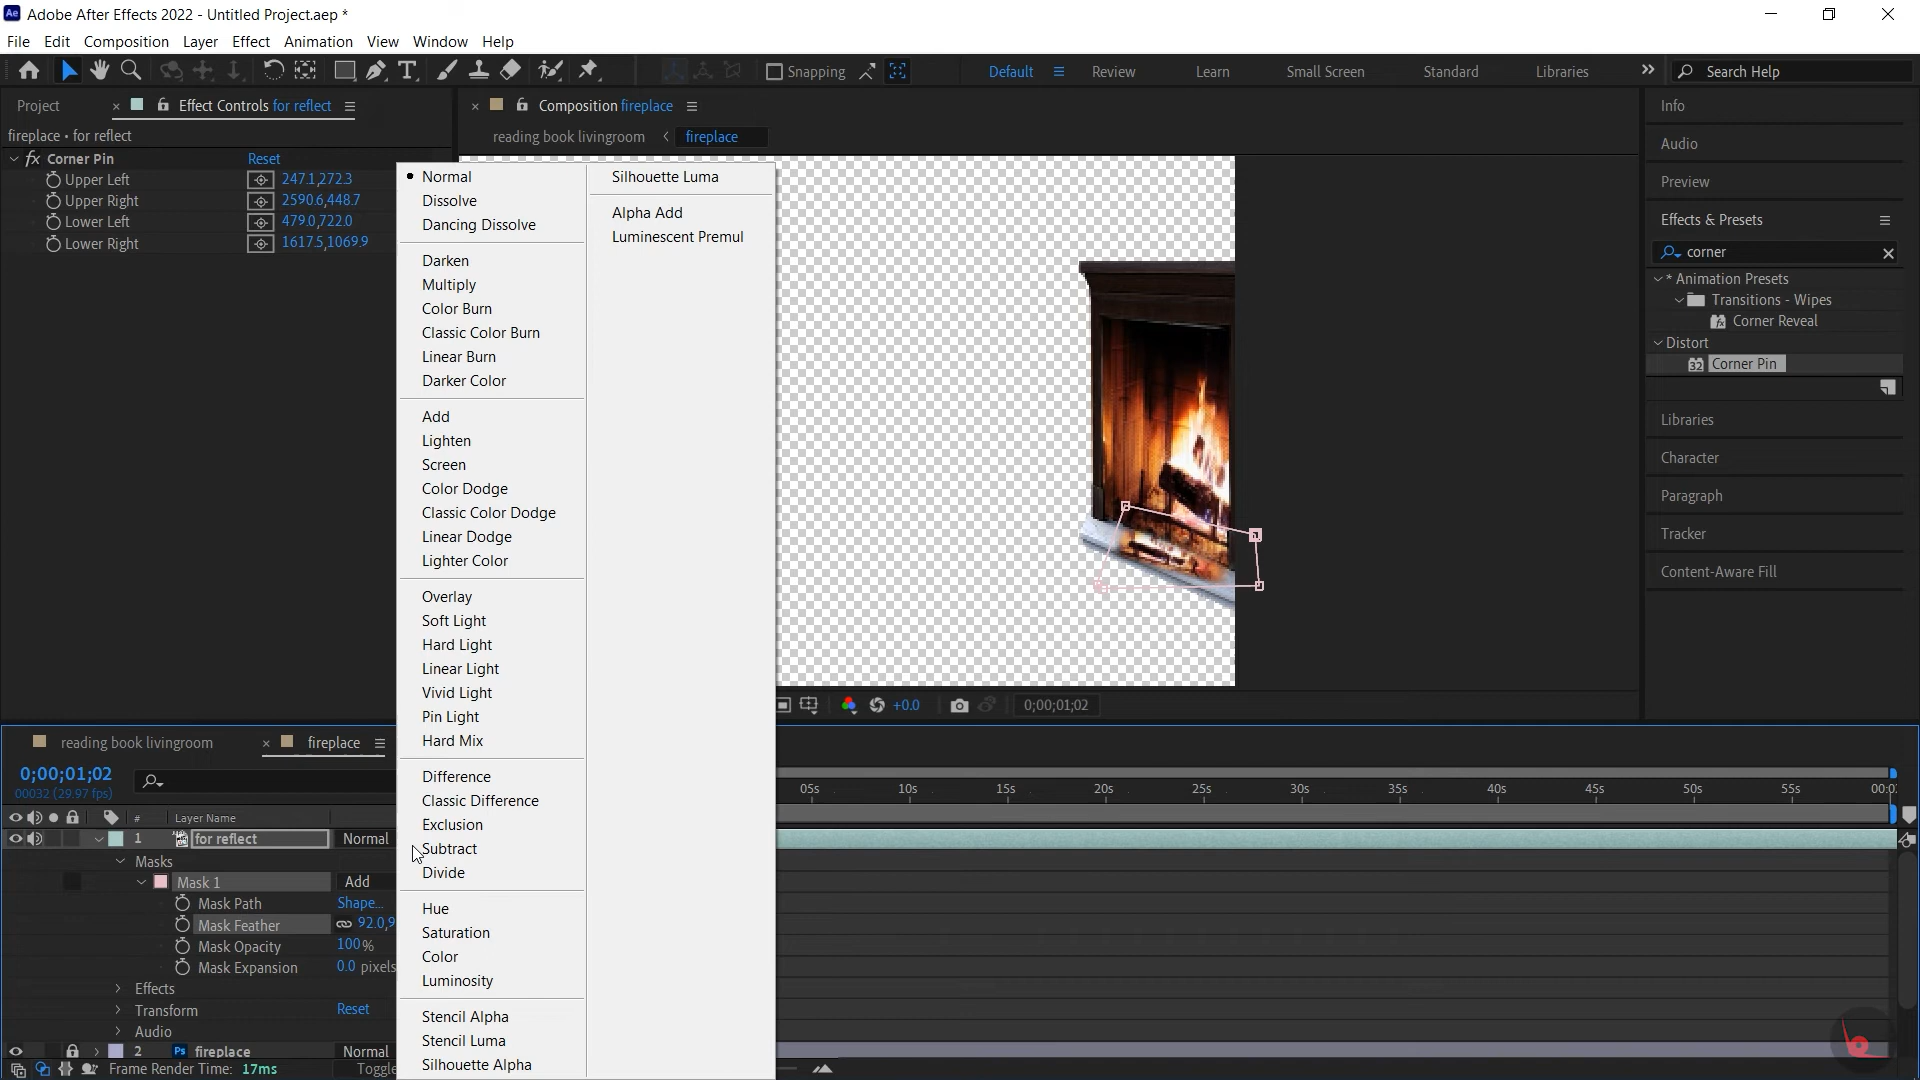 Adobe After Effects 2022 - Untitled Project.aep *
File Edit Composition Layer Effect Animation View Window Help
Snapping Default Review Learn Small Screen Standard Libraries Search Help
Project Effect Controls for reflect
fireplace • for reflect
fx Corner Pin Reset
Upper Left 247.1,272.3
Upper Right 2590.6,448.7
Lower Left 479.0,722.0
Lower Right 1617.5,1069.9
Composition fireplace
reading book livingroom fireplace
Normal
Dissolve
Dancing Dissolve
Darken
Multiply
Color Burn
Classic Color Burn
Linear Burn
Darker Color
Add
Lighten
Screen
Color Dodge
Classic Color Dodge
Linear Dodge
Lighter Color
Overlay
Soft Light
Hard Light
Linear Light
Vivid Light
Pin Light
Hard Mix
Difference
Classic Difference
Exclusion
Subtract
Divide
Hue
Saturation
Color
Luminosity
Stencil Alpha
Stencil Luma
Silhouette Alpha
Silhouette Luma
Alpha Add
Luminescent Premul
+0.0 0;00;01;02
Info
Audio
Preview
Effects & Presets
corner
* Animation Presets
Transitions - Wipes
Corner Reveal
Distort
32 Corner Pin
Libraries
Character
Paragraph
Tracker
Content-Aware Fill
reading book livingroom fireplace
0;00;01;02
00032 (29.97 fps)
05s 10s 15s 20s 25s 30s 35s 40s 45s 50s 55s 00:0
# Layer Name
1 for reflect Normal
Masks
Mask 1 Add
Mask Path Shape...
Mask Feather 92.0,9
Mask Opacity 100%
Mask Expansion 0.0 pixels
Effects
Transform Reset
Audio
2 Ps fireplace Normal
Frame Render Time: 17ms Toggle